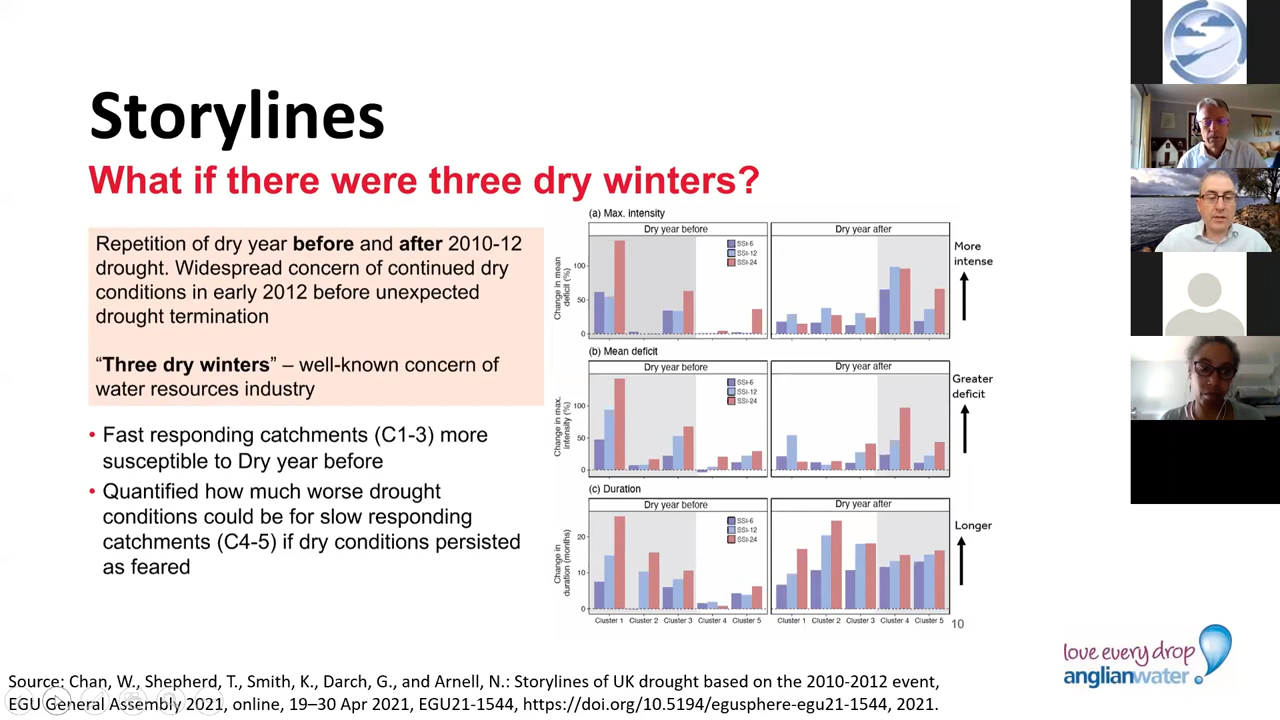 Storylines
What if there were three dry winters?
Repetition of dry year before and after 2010-12
drought. Widespread concern of continued dry
conditions in early 2012 before unexpected
drought termination
“Three dry winters” – well-known concern of
water resources industry
• Fast responding catchments (C1-3) more
susceptible to Dry year before
• Quantified how much worse drought
conditions could be for slow responding
catchments (C4-5) if dry conditions persisted
as feared
(a) Max. intensity
Dry year before
Dry year after
SSI-6
SSI-12
SSI-24
Change in mean
deficit (%)
100
50
0
More
intense
(b) Mean deficit
Dry year before
Dry year after
SSI-6
SSI-12
SSI-24
Change in max.
intensity (%)
100
50
0
Greater
deficit
(c) Duration
Dry year before
Dry year after
SSI-6
SSI-12
SSI-24
Change in
duration (months)
20
10
0
Longer
Cluster 1 Cluster 2 Cluster 3 Cluster 4 Cluster 5
Cluster 1 Cluster 2 Cluster 3 Cluster 4 Cluster 5
10
love every drop
anglianwater
Source: Chan, W., Shepherd, T., Smith, K., Darch, G., and Arnell, N.: Storylines of UK drought based on the 2010-2012 event,
EGU General Assembly 2021, online, 19–30 Apr 2021, EGU21-1544, https://doi.org/10.5194/egusphere-egu21-1544, 2021.